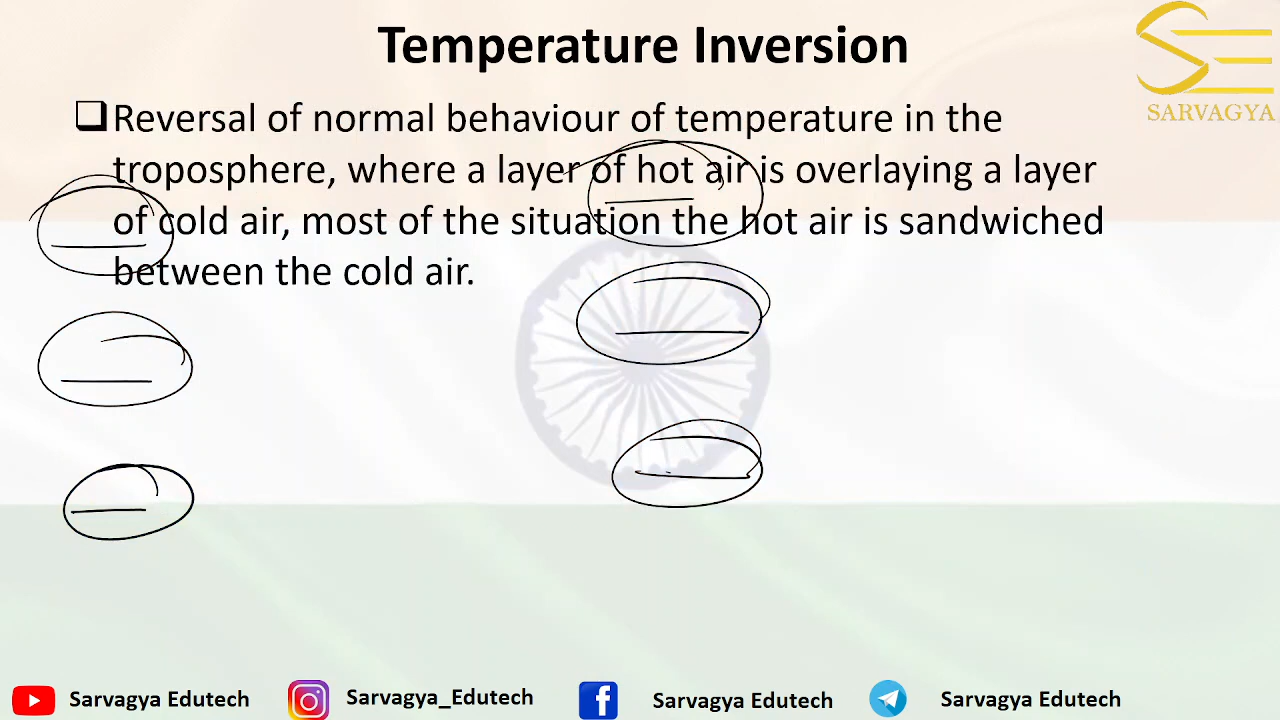 Temperature Inversion
SARVAGYA
Reversal of normal behaviour of temperature in the
troposphere, where a layer of hot air is overlaying a layer
of cold air, most of the situation the hot air is sandwiched
between the cold air.
Sarvagya Edutech
Sarvagya_Edutech
Sarvagya Edutech
Sarvagya Edutech